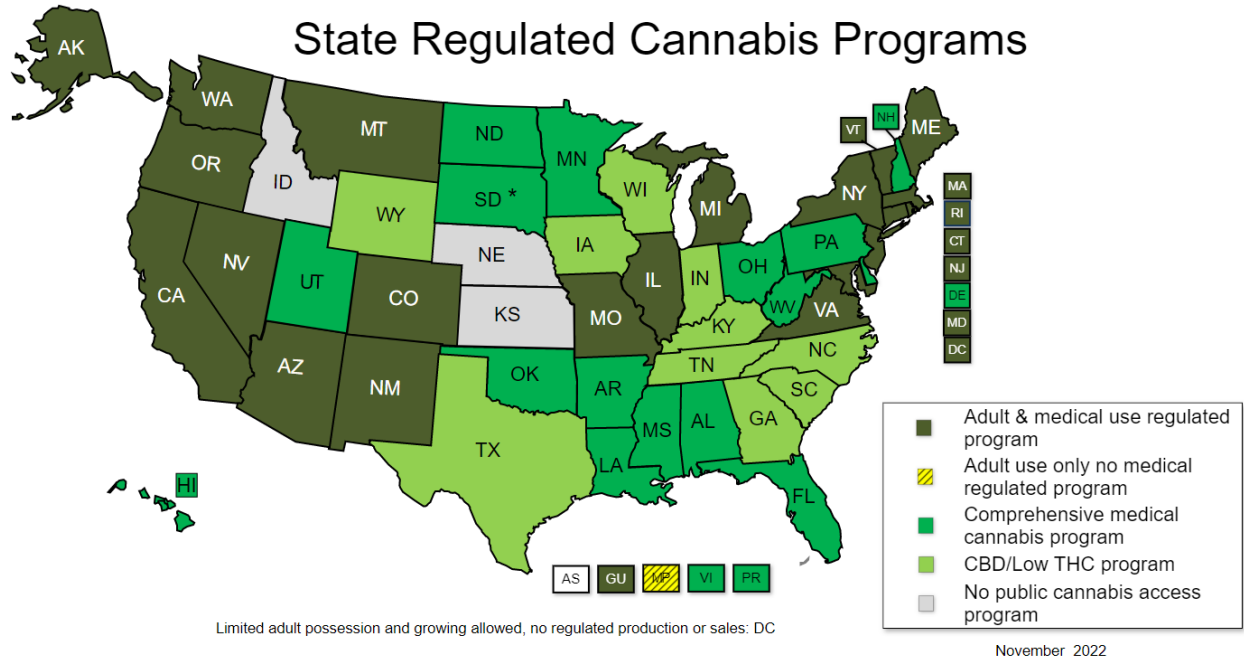 State Regulated Cannabis Programs
AK
WA
MT
ND
MN
VT
NH
ME
OR
ID
SD *
WI
MI
NY
MA
RI
WY
IA
PA
CT
NV
NE
IL
IN
OH
NJ
UT
CO
WV
VA
DE
CA
KS
MO
KY
MD
DC
AZ
NM
OK
AR
TN
NC
SC
TX
MS
AL
GA
LA
FL
HI
AS
GU
MP
VI
PR
Adult & medical use regulated
program
Adult use only no medical
regulated program
Comprehensive medical
cannabis program
CBD/Low THC program
No public cannabis access
program
Limited adult possession and growing allowed, no regulated production or sales: DC
November 2022